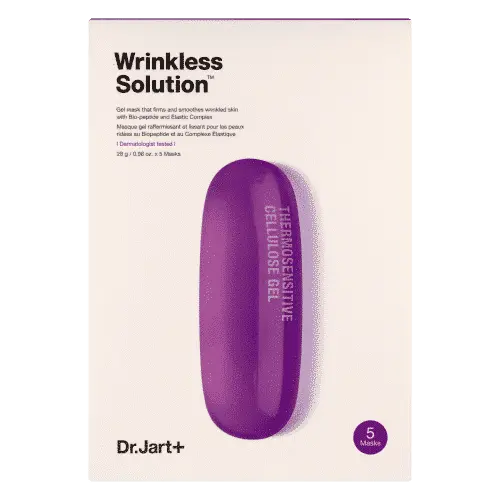 Wrinkless
Solution™
Gel mask that firms and smoothes wrinkled skin
with Bio-peptide and Elastic Complex
Masque gel raffermissant et lissant pour les peaux
ridées au Biopeptide et au Complexe Élastique
| Dermatologist tested |
28 g / 0.98 oz. x 5 Masks
THERMOSENSITIVE
CELLULOSE GEL
Dr.Jart+
5
Masks